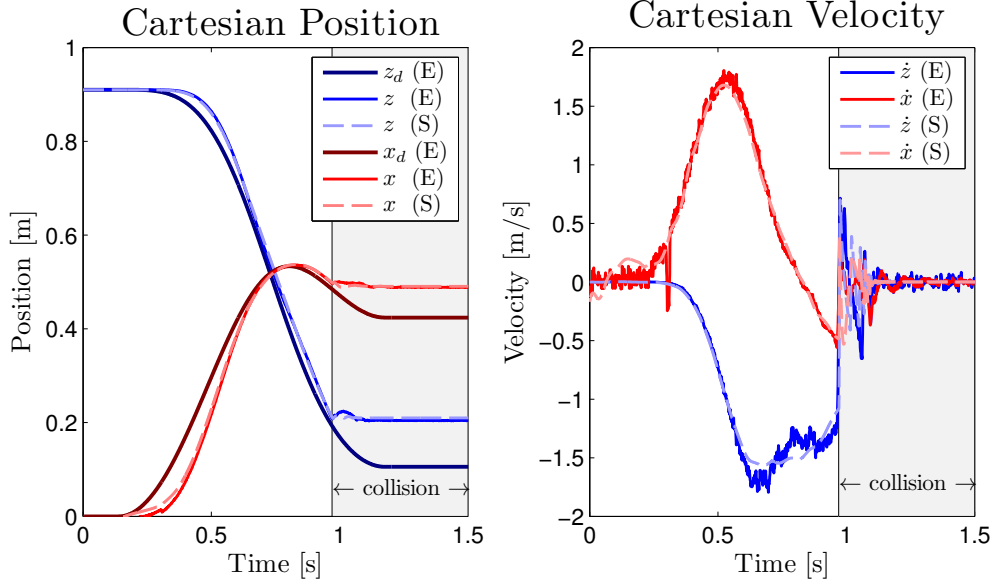 Cartesian Position
1
0.8
0.6
0.4
0.2
0
Position [m]
z_d (E)
z (E)
z (S)
x_d (E)
x (E)
x (S)
← collision →
0
0.5
1
1.5
Time [s]
Cartesian Velocity
2
1.5
1
0.5
0
−0.5
−1
−1.5
−2
Velocity [m/s]
ż (E)
ẋ (E)
ż (S)
ẋ (S)
← collision →
0
0.5
1
1.5
Time [s]